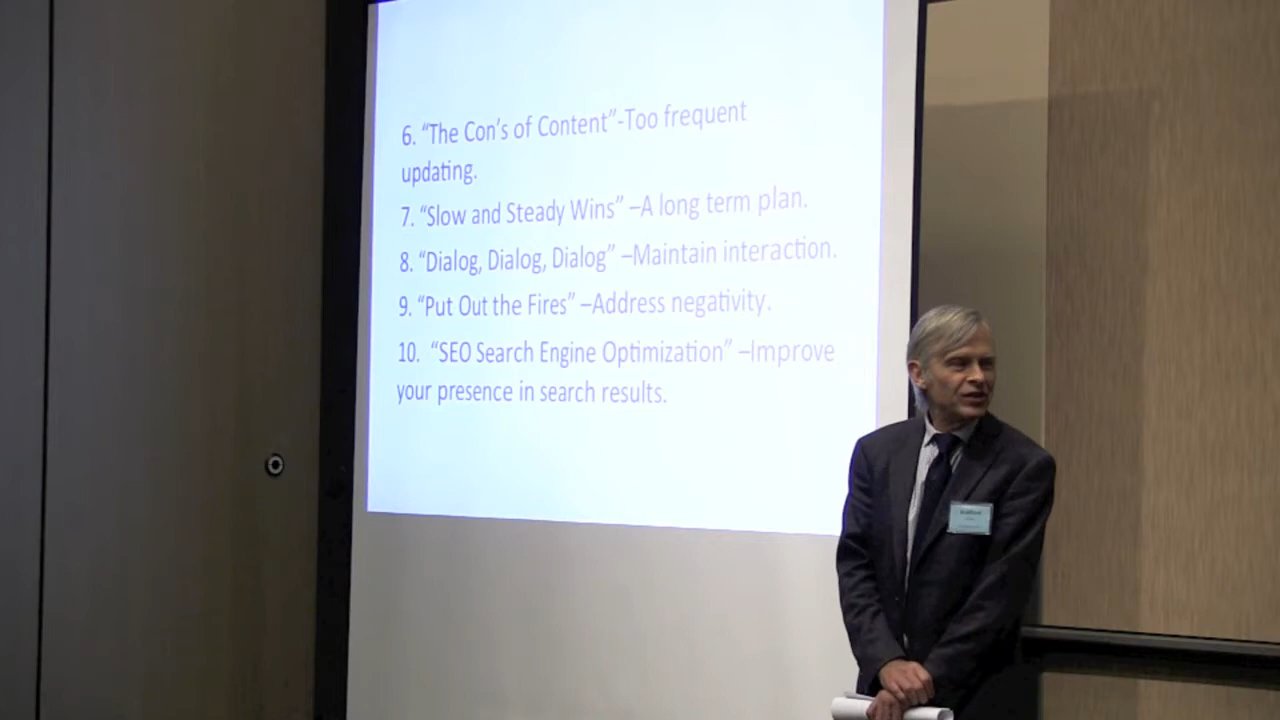 6. “The Con’s of Content”-Too frequent
updating.
7. “Slow and Steady Wins” –A long term plan.
8. “Dialog, Dialog, Dialog” –Maintain interaction.
9. “Put Out the Fires” –Address negativity.
10. “SEO Search Engine Optimization” –Improve
your presence in search results.